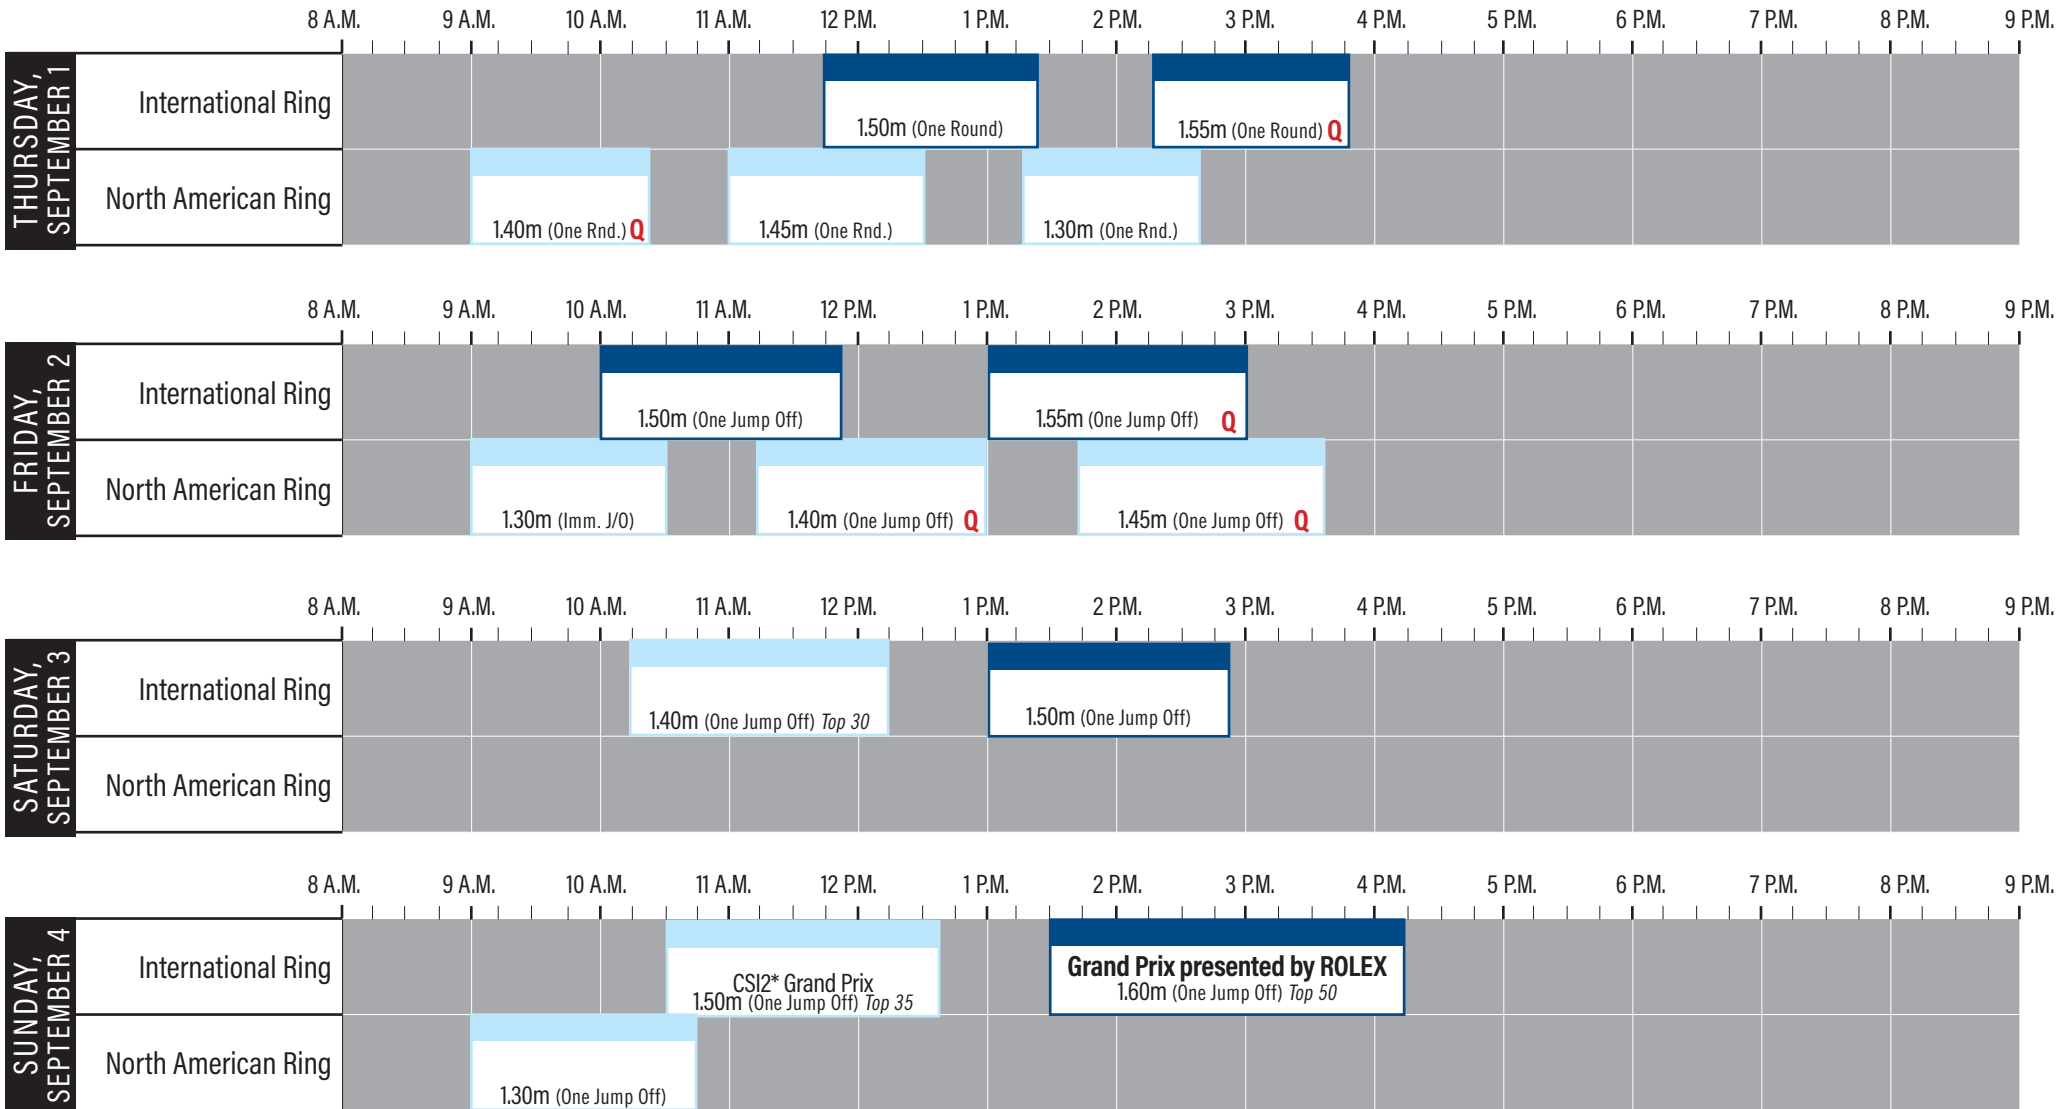 8 A.M. 9 A.M. 10 A.M. 11 A.M. 12 P.M. 1 P.M. 2 P.M. 3 P.M. 4 P.M. 5 P.M. 6 P.M. 7 P.M. 8 P.M. 9 P.M.
THURSDAY,
SEPTEMBER 1
International Ring
1.50m (One Round)
1.55m (One Round) Q
North American Ring
1.40m (One Rnd.) Q
1.45m (One Rnd.)
1.30m (One Rnd.)
8 A.M. 9 A.M. 10 A.M. 11 A.M. 12 P.M. 1 P.M. 2 P.M. 3 P.M. 4 P.M. 5 P.M. 6 P.M. 7 P.M. 8 P.M. 9 P.M.
FRIDAY,
SEPTEMBER 2
International Ring
1.50m (One Jump Off)
1.55m (One Jump Off) Q
North American Ring
1.30m (Imm. J/O)
1.40m (One Jump Off) Q
1.45m (One Jump Off) Q
8 A.M. 9 A.M. 10 A.M. 11 A.M. 12 P.M. 1 P.M. 2 P.M. 3 P.M. 4 P.M. 5 P.M. 6 P.M. 7 P.M. 8 P.M. 9 P.M.
SATURDAY,
SEPTEMBER 3
International Ring
1.40m (One Jump Off) Top 30
1.50m (One Jump Off)
North American Ring
8 A.M. 9 A.M. 10 A.M. 11 A.M. 12 P.M. 1 P.M. 2 P.M. 3 P.M. 4 P.M. 5 P.M. 6 P.M. 7 P.M. 8 P.M. 9 P.M.
SUNDAY,
SEPTEMBER 4
International Ring
CSI2* Grand Prix
1.50m (One Jump Off) Top 35
Grand Prix presented by ROLEX
1.60m (One Jump Off) Top 50
North American Ring
1.30m (One Jump Off)